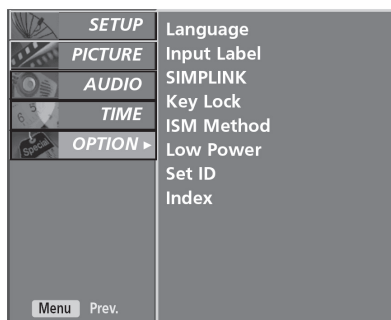 SETUP
PICTURE
AUDIO
TIME
OPTION ►
Language
Input Label
SIMPLINK
Key Lock
ISM Method
Low Power
Set ID
Index
Menu Prev.
Special